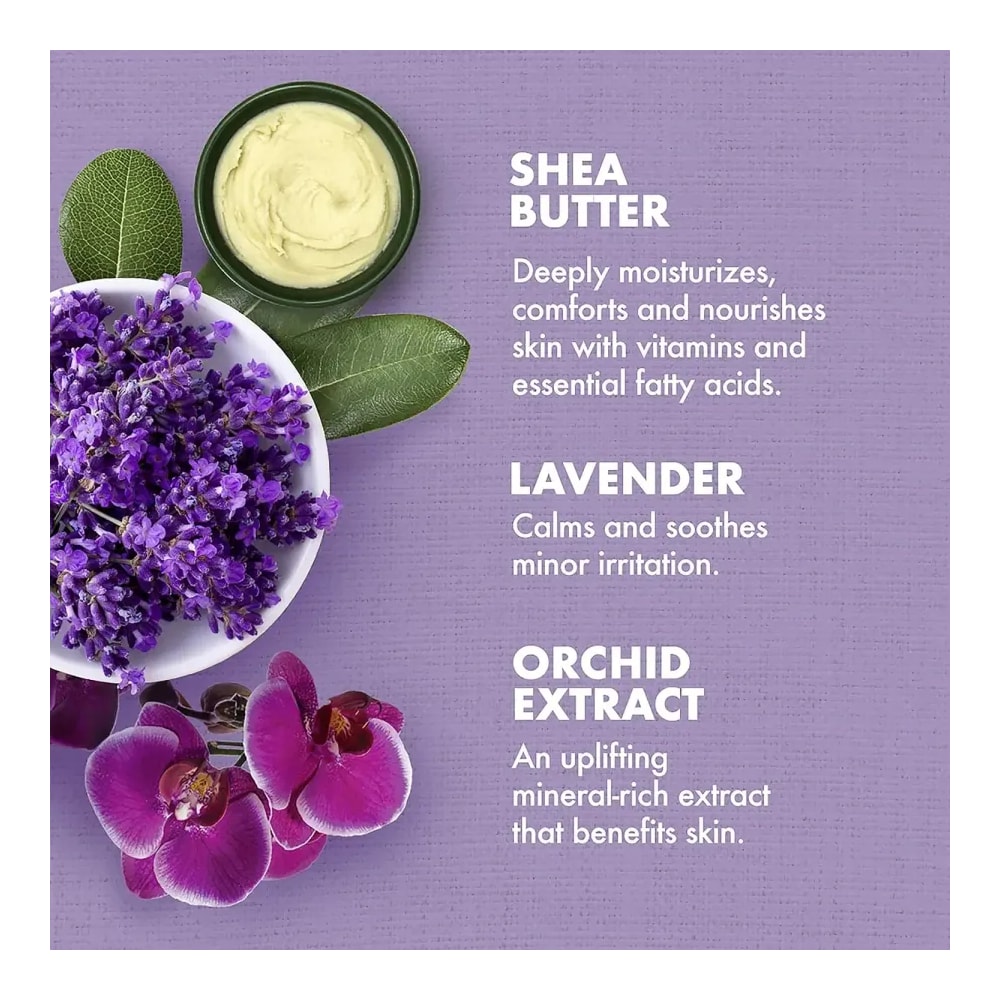 SHEA
BUTTER
Deeply moisturizes,
comforts and nourishes
skin with vitamins and
essential fatty acids.
LAVENDER
Calms and soothes
minor irritation.
ORCHID
EXTRACT
An uplifting
mineral-rich extract
that benefits skin.